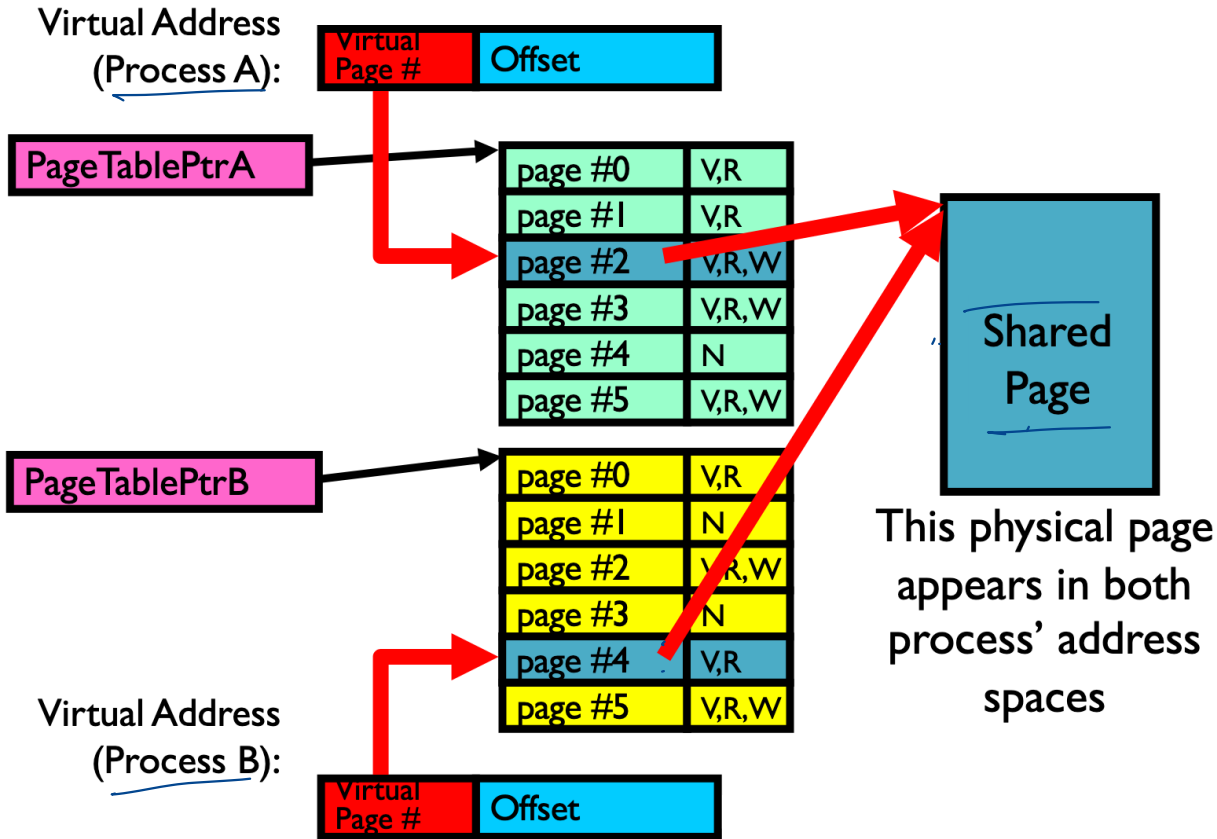 Virtual Address
(Process A):
Virtual
Page #
Offset
PageTablePtrA
page #0 V,R
page #1 V,R
page #2 V,R,W
page #3 V,R,W
page #4 N
page #5 V,R,W
Shared
Page
PageTablePtrB
page #0 V,R
page #1 N
page #2 V,R,W
page #3 N
page #4 V,R
page #5 V,R,W
This physical page
appears in both
process’ address
spaces
Virtual Address
(Process B):
Virtual
Page #
Offset